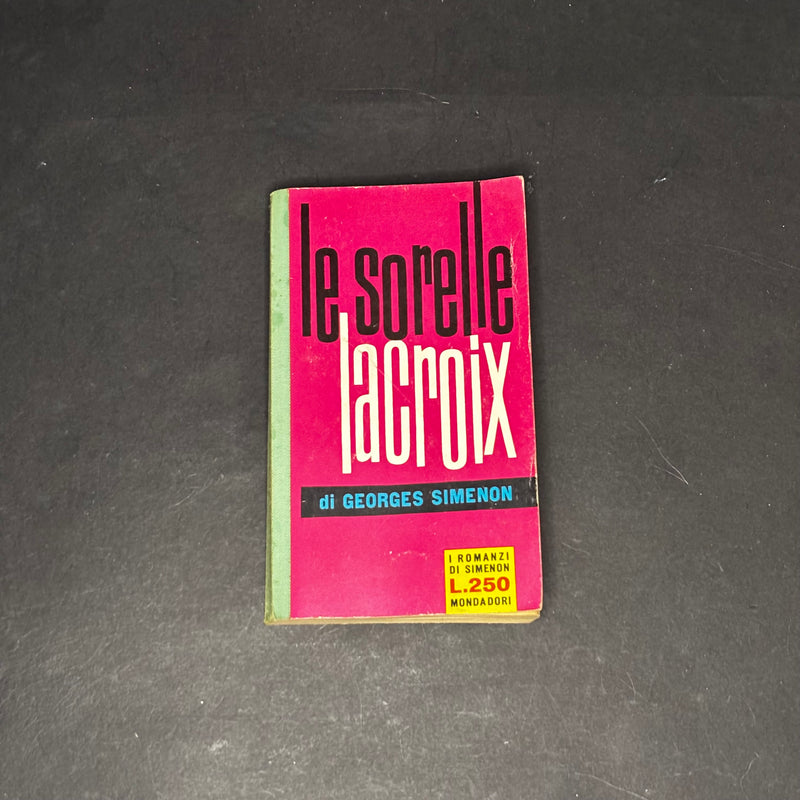 le sorelle
lacroix
di GEORGES SIMENON
I ROMANZI
DI SIMENON
L.250
MONDADORI